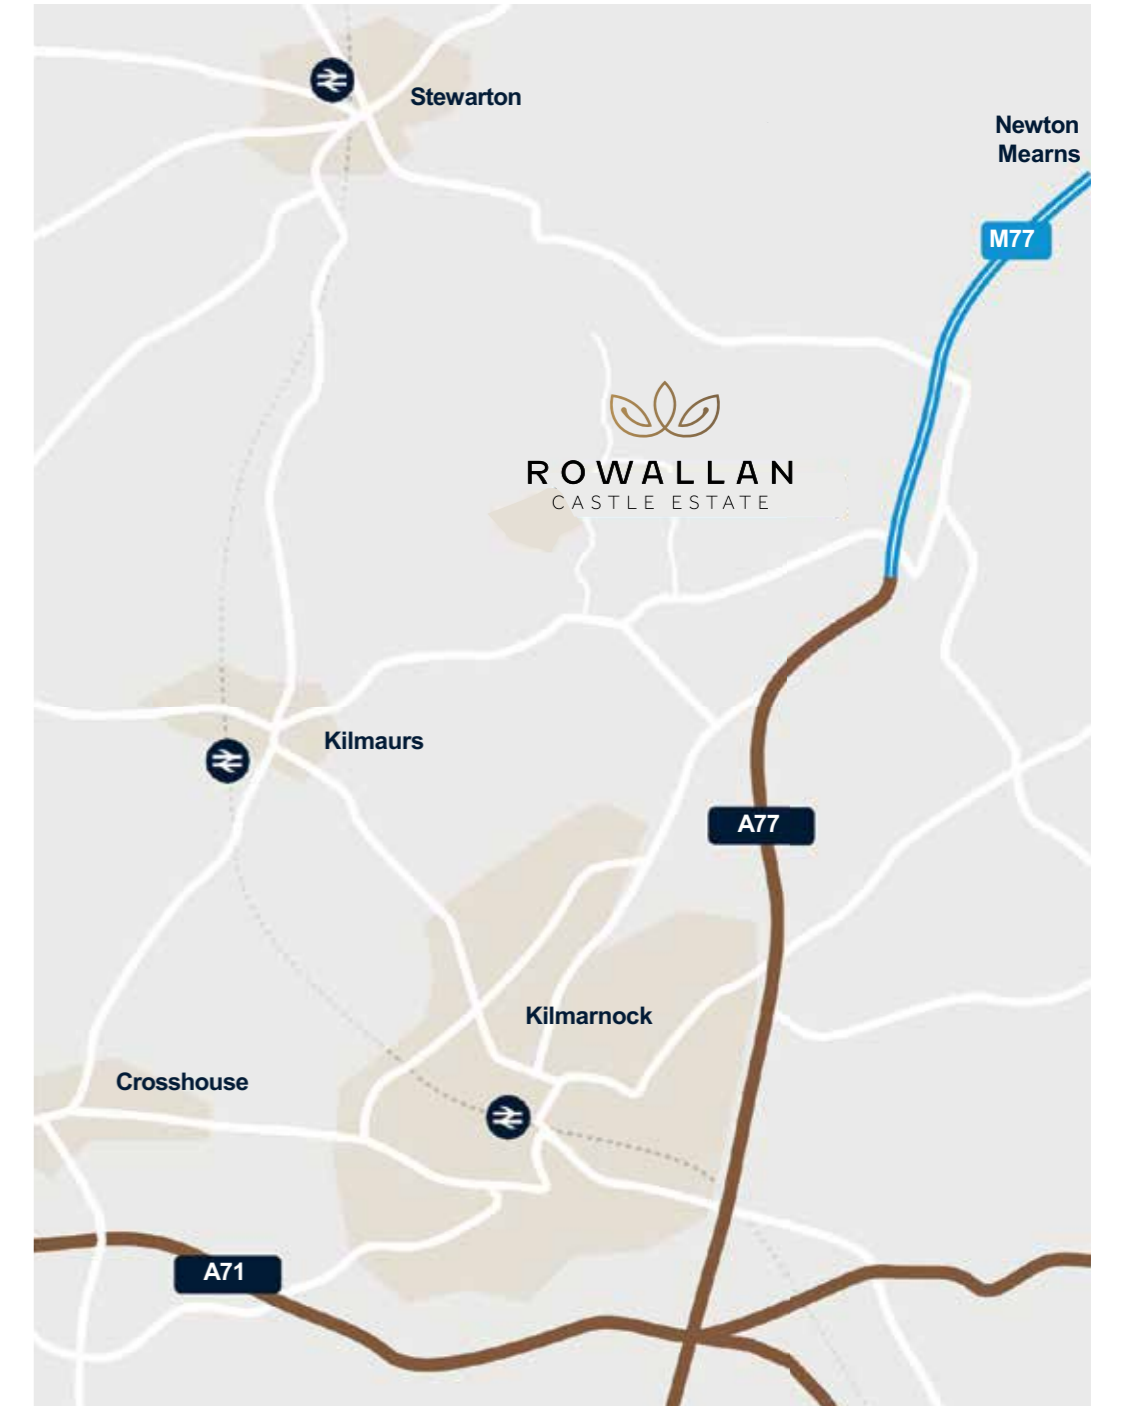 Stewarton
Newton
Mearns
M77
ROWALLAN
CASTLE ESTATE
Kilmaurs
A77
Kilmarnock
Crosshouse
A71